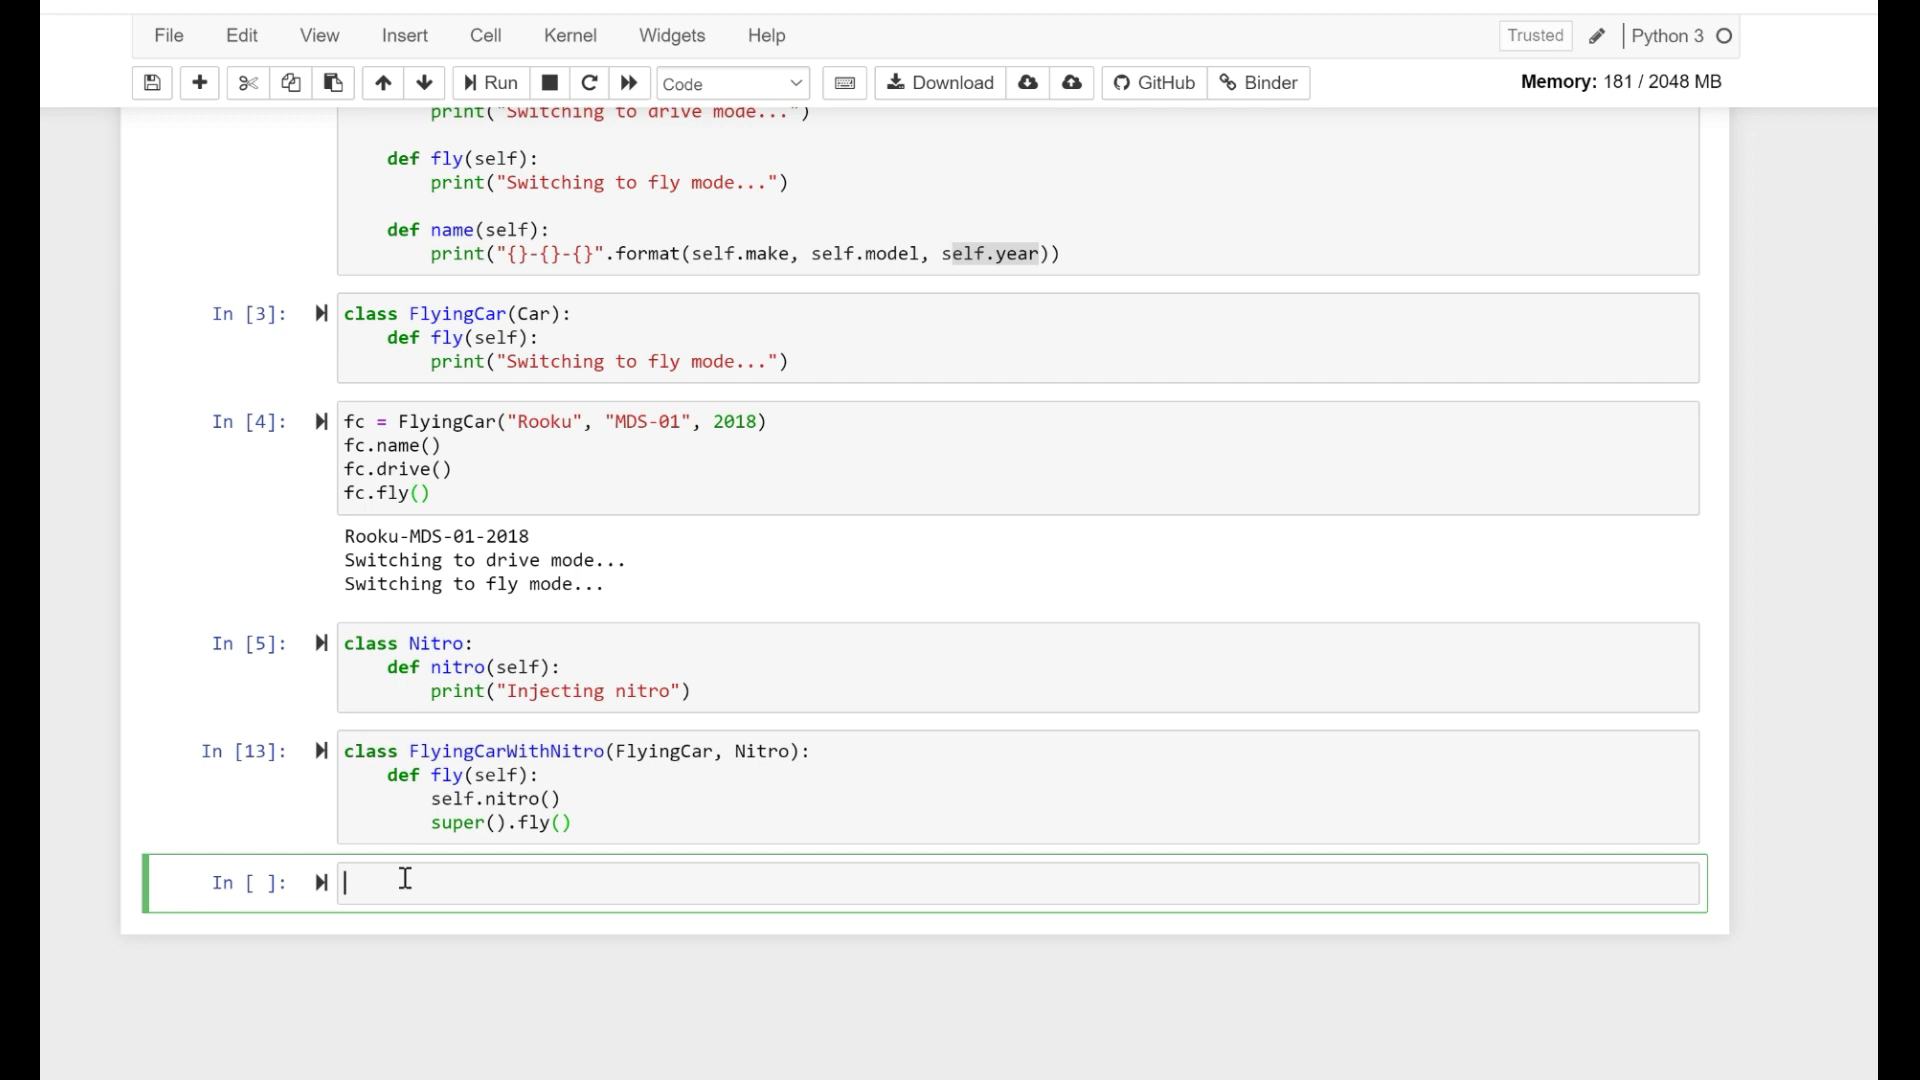 File Edit View Insert Cell Kernel Widgets Help Trusted Python 3
Run Code Download GitHub Binder Memory: 181 / 2048 MB
print("Switching to drive mode...")
def fly(self):
print("Switching to fly mode...")
def name(self):
print("{}-{}-{}".format(self.make, self.model, self.year))
In [3]: class FlyingCar(Car):
def fly(self):
print("Switching to fly mode...")
In [4]: fc = FlyingCar("Rooku", "MDS-01", 2018)
fc.name()
fc.drive()
fc.fly()
Rooku-MDS-01-2018
Switching to drive mode...
Switching to fly mode...
In [5]: class Nitro:
def nitro(self):
print("Injecting nitro")
In [13]: class FlyingCarWithNitro(FlyingCar, Nitro):
def fly(self):
self.nitro()
super().fly()
In [ ]: